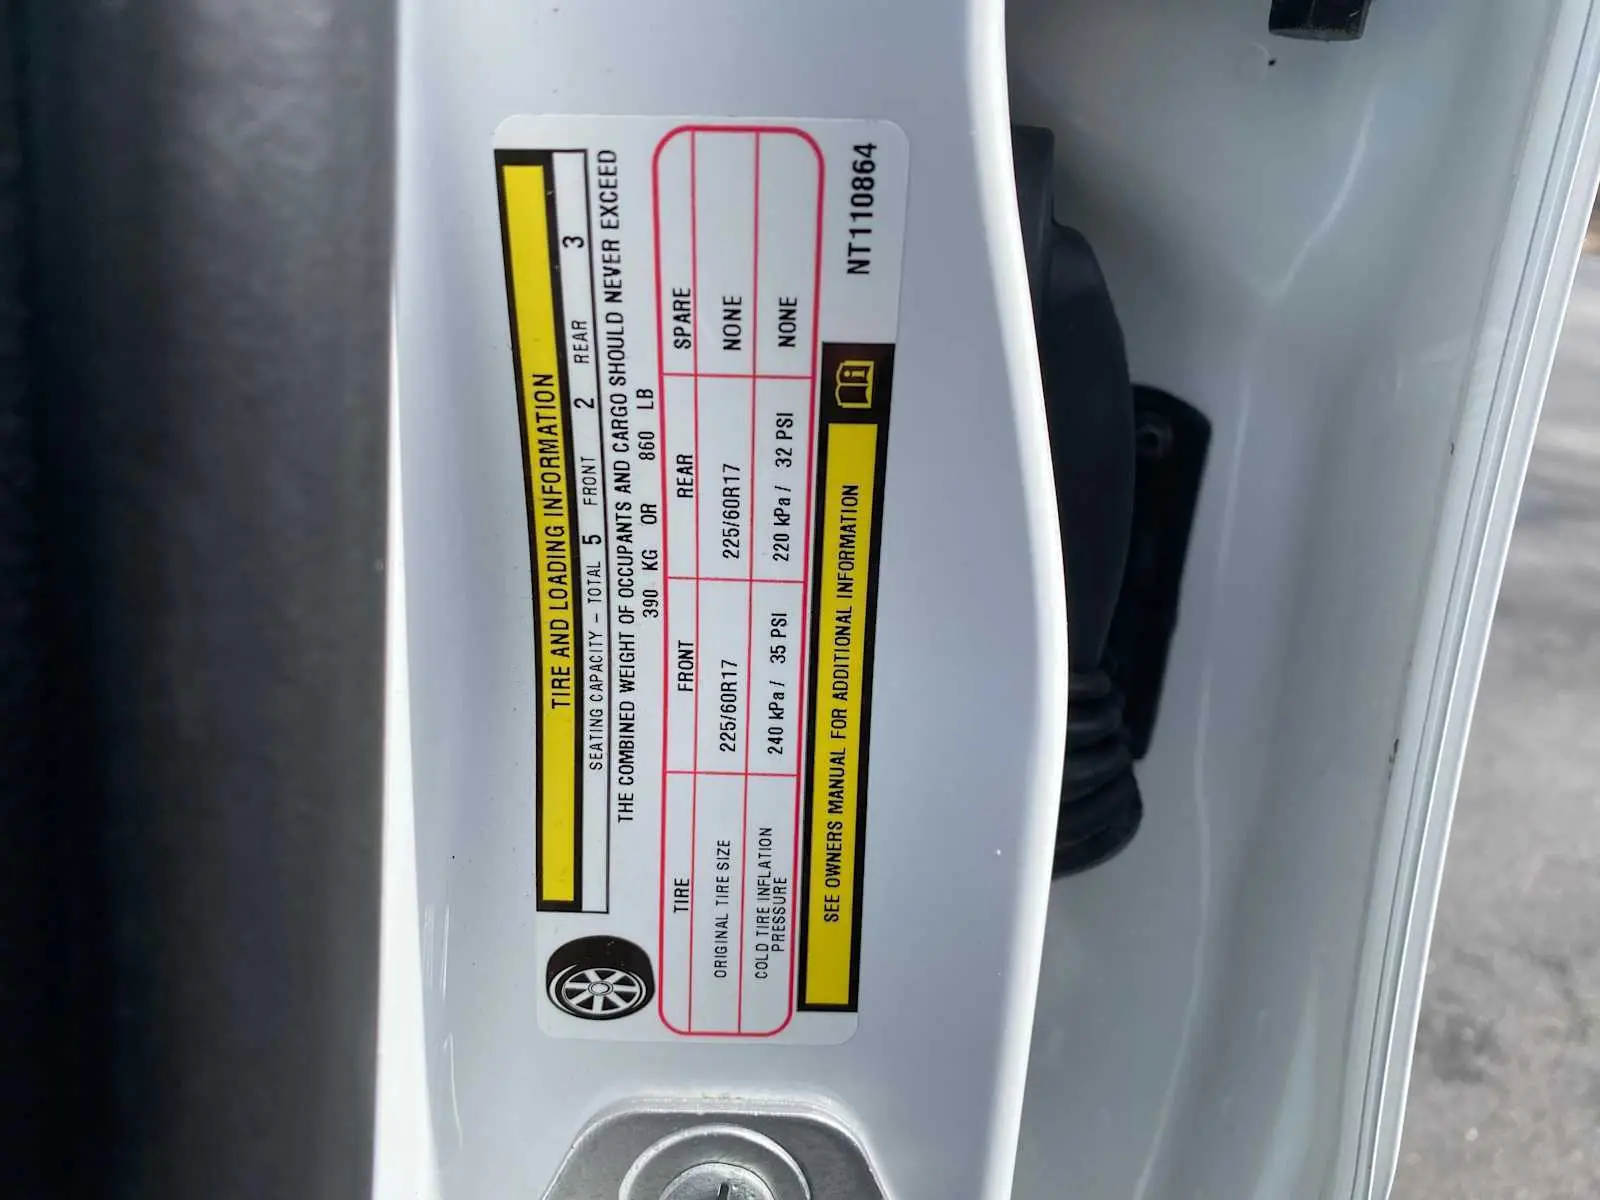 TIRE AND LOADING INFORMATION
SEATING CAPACITY – TOTAL 5 FRONT 2 REAR 3
THE COMBINED WEIGHT OF OCCUPANTS AND CARGO SHOULD NEVER EXCEED
390 KG OR 860 LB
TIRE FRONT REAR SPARE
ORIGINAL TIRE SIZE 225/60R17 225/60R17 NONE
COLD TIRE INFLATION
PRESSURE 240 kPa / 35 PSI 220 kPa / 32 PSI NONE
SEE OWNERS MANUAL FOR ADDITIONAL INFORMATION
NT110864